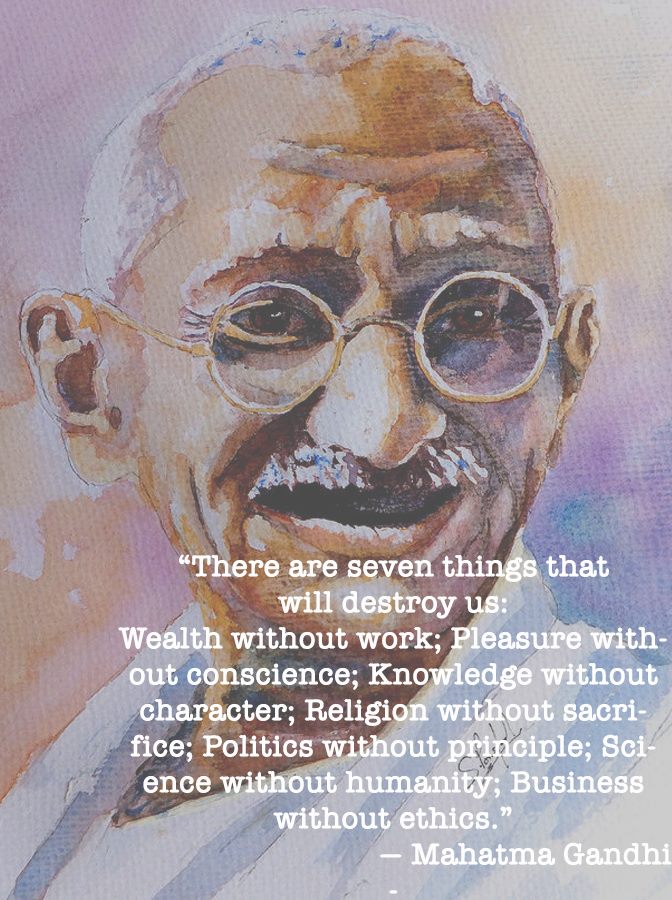 “There are seven things that
will destroy us:
Wealth without work; Pleasure with-
out conscience; Knowledge without
character; Religion without sacri-
fice; Politics without principle; Sci-
ence without humanity; Business
without ethics.”
— Mahatma Gandhi
-